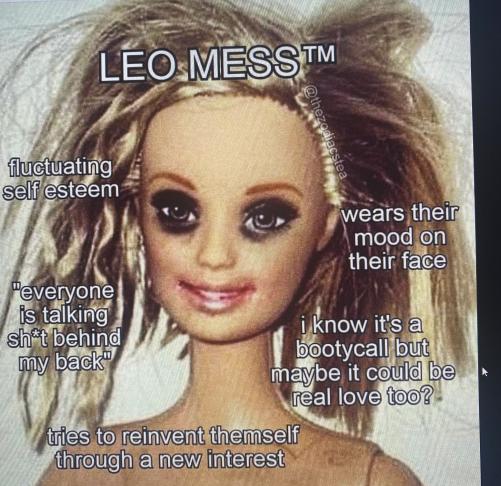 LEO MESS™
@thezodiacstea
fluctuating
self esteem
wears their
mood on
their face
"everyone
is talking
sh*t behind
my back"
i know it's a
bootycall but
maybe it could be
real love too?
tries to reinvent themself
through a new interest